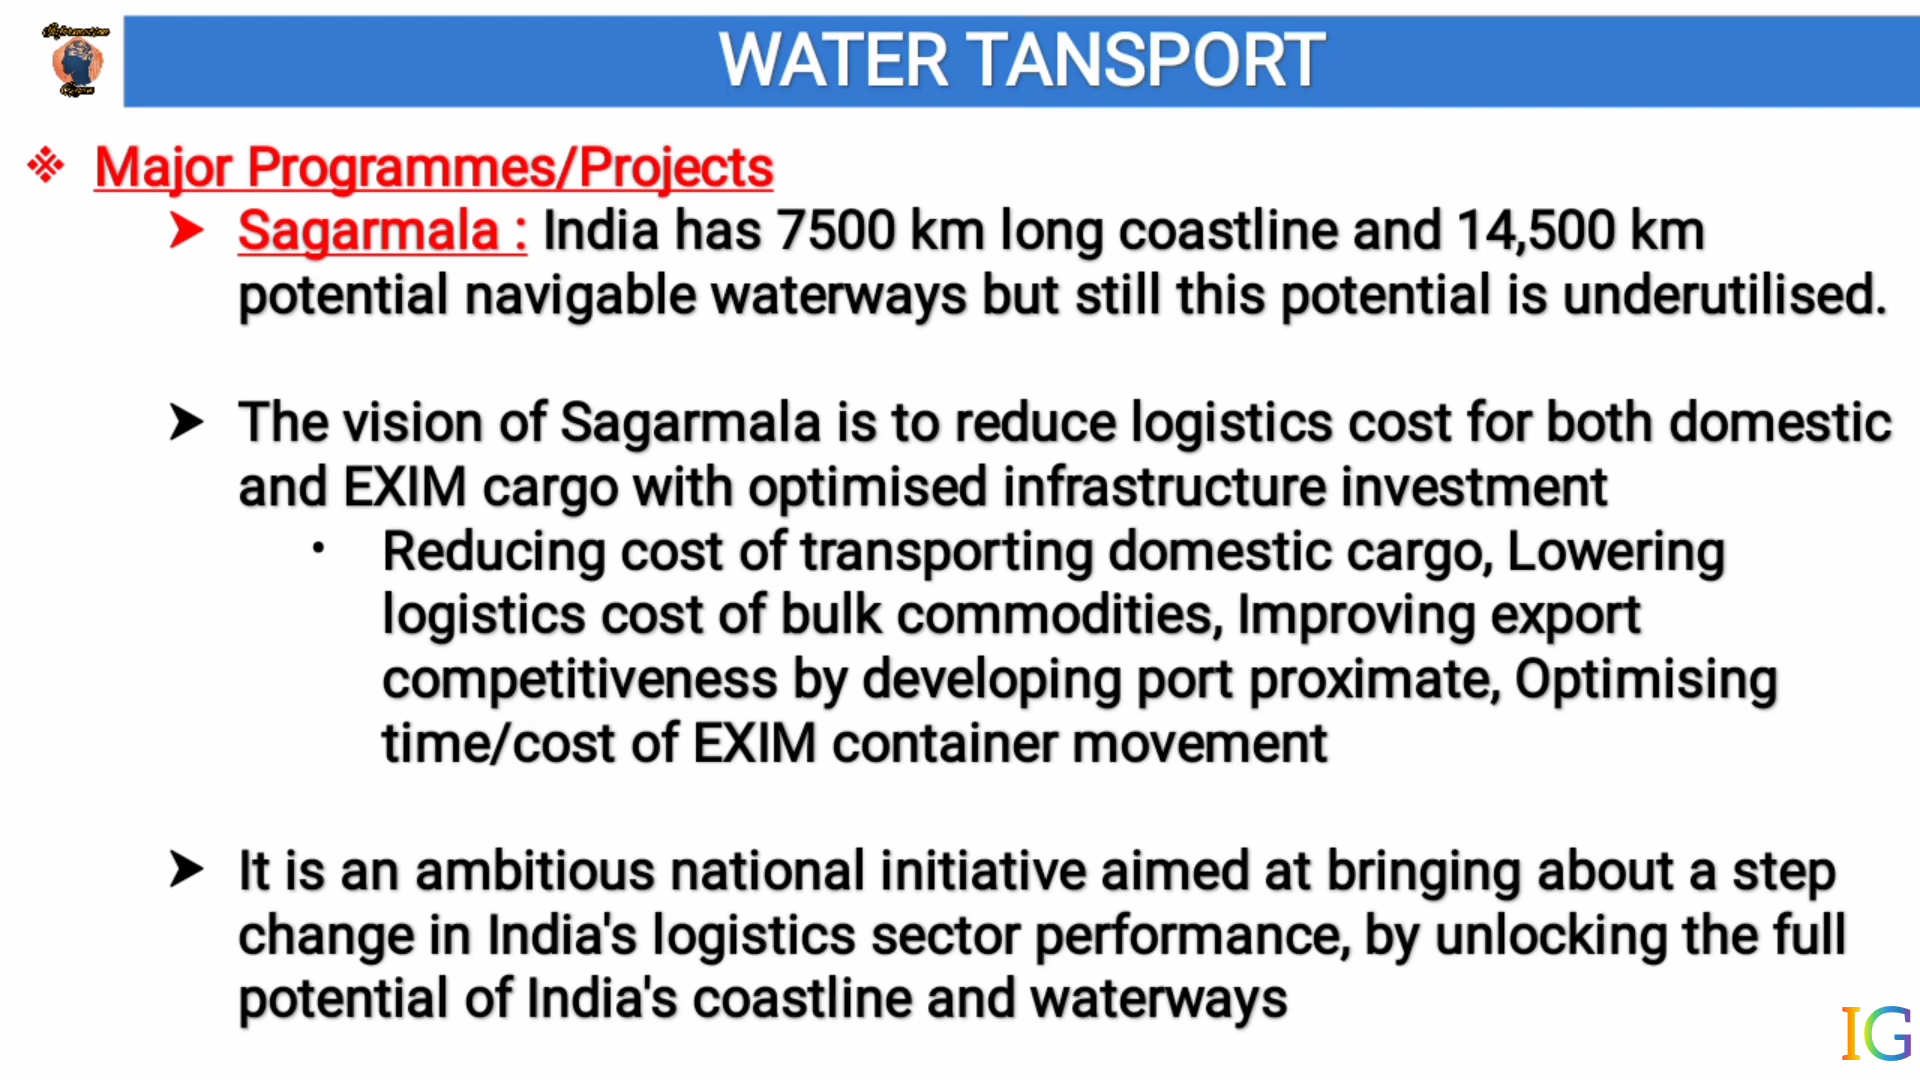 WATER TANSPORT
❖ Major Programmes/Projects
➤ Sagarmala : India has 7500 km long coastline and 14,500 km
potential navigable waterways but still this potential is underutilised.
➤ The vision of Sagarmala is to reduce logistics cost for both domestic
and EXIM cargo with optimised infrastructure investment
• Reducing cost of transporting domestic cargo, Lowering
logistics cost of bulk commodities, Improving export
competitiveness by developing port proximate, Optimising
time/cost of EXIM container movement
➤ It is an ambitious national initiative aimed at bringing about a step
change in India's logistics sector performance, by unlocking the full
potential of India's coastline and waterways
IG